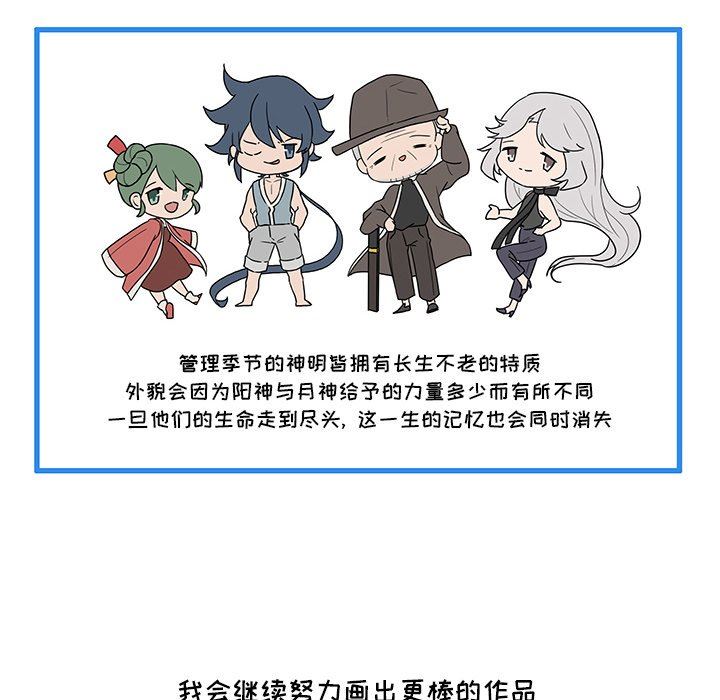 管理季节的神明皆拥有长生不老的特质
外貌会因为阳神与月神给予的力量多少而有所不同
一旦他们的生命走到尽头，这一生的记忆也会同时消失
我会继续努力画出更棒的作品